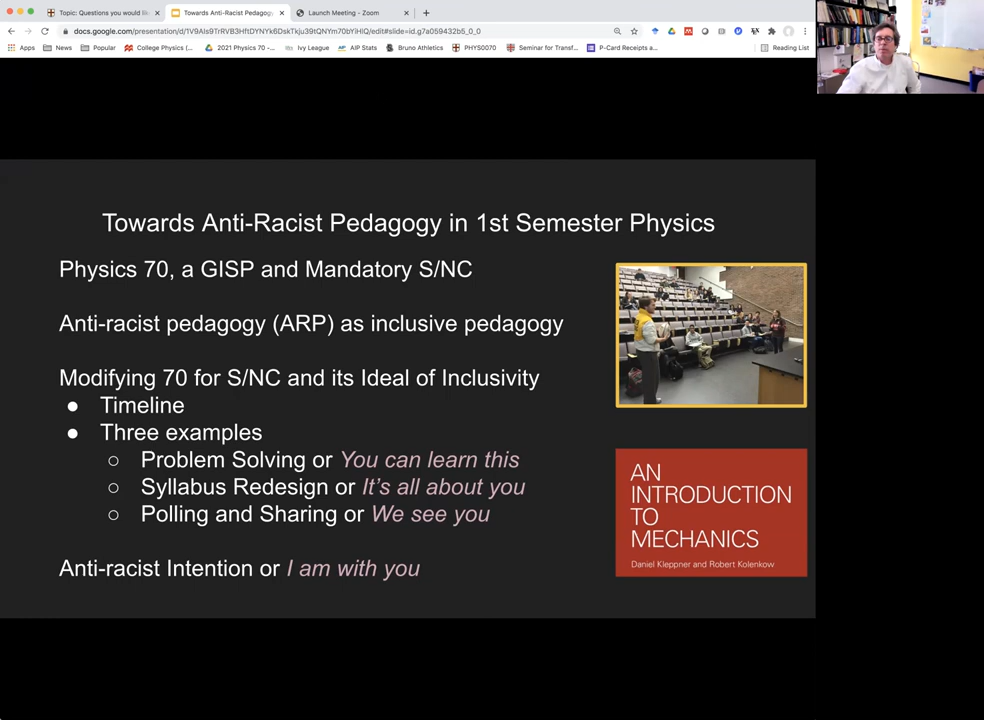 Topic: Questions you would lik
Towards Anti-Racist Pedagogy
Launch Meeting - Zoom
docs.google.com/presentation/d/1V9AIs9TrRVB3HftDYNYk6DskTkju39tQNYm70bYiHIQ/edit#slide=id.g7a059432b5_0_0
Apps
News
Popular
College Physics (...
2021 Physics 70 -...
Ivy League
AIP Stats
Bruno Athletics
PHYS0070
Seminar for Transf...
P-Card Receipts a...
Reading List
Towards Anti-Racist Pedagogy in 1st Semester Physics
Physics 70, a GISP and Mandatory S/NC
Anti-racist pedagogy (ARP) as inclusive pedagogy
Modifying 70 for S/NC and its Ideal of Inclusivity
● Timeline
● Three examples
○ Problem Solving or You can learn this
○ Syllabus Redesign or It's all about you
○ Polling and Sharing or We see you
Anti-racist Intention or I am with you
AN
INTRODUCTION
TO
MECHANICS
Daniel Kleppner and Robert Kolenkow